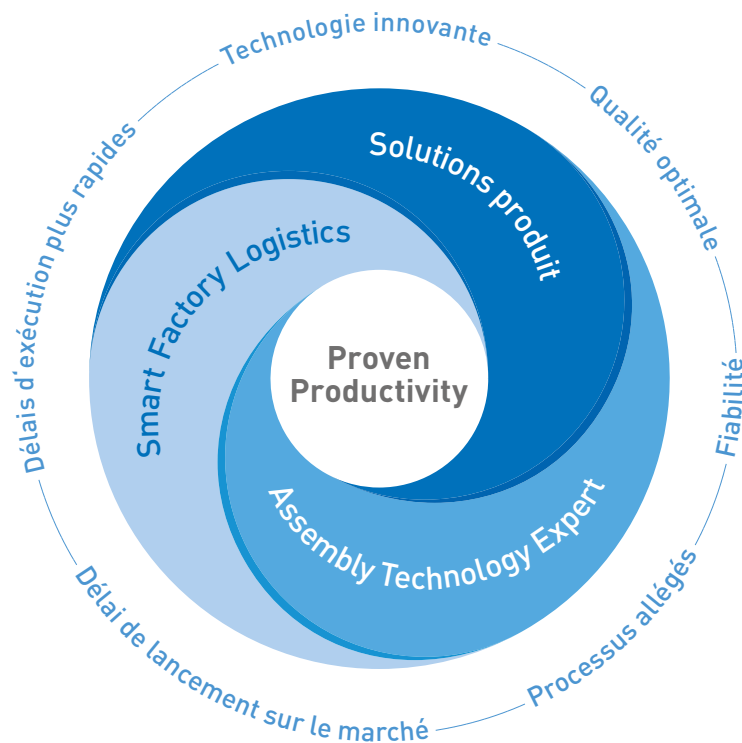 Technologie innovante
Qualité optimale
Fiabilité
Processus allégés
Délai de lancement sur le marché
Délais d‘exécution plus rapides
Solutions produit
Smart Factory Logistics
Assembly Technology Expert
Proven
Productivity